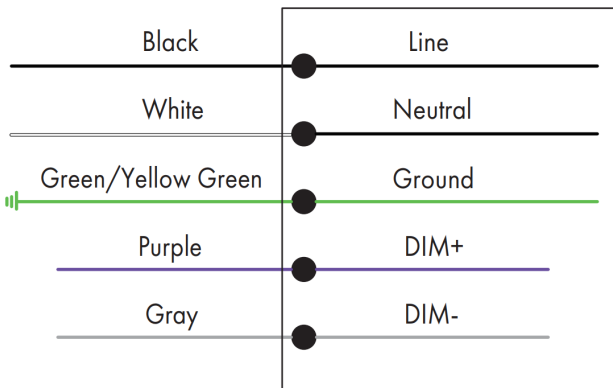 Black Line
White Neutral
Green/Yellow Green Ground
Purple DIM+
Gray DIM-